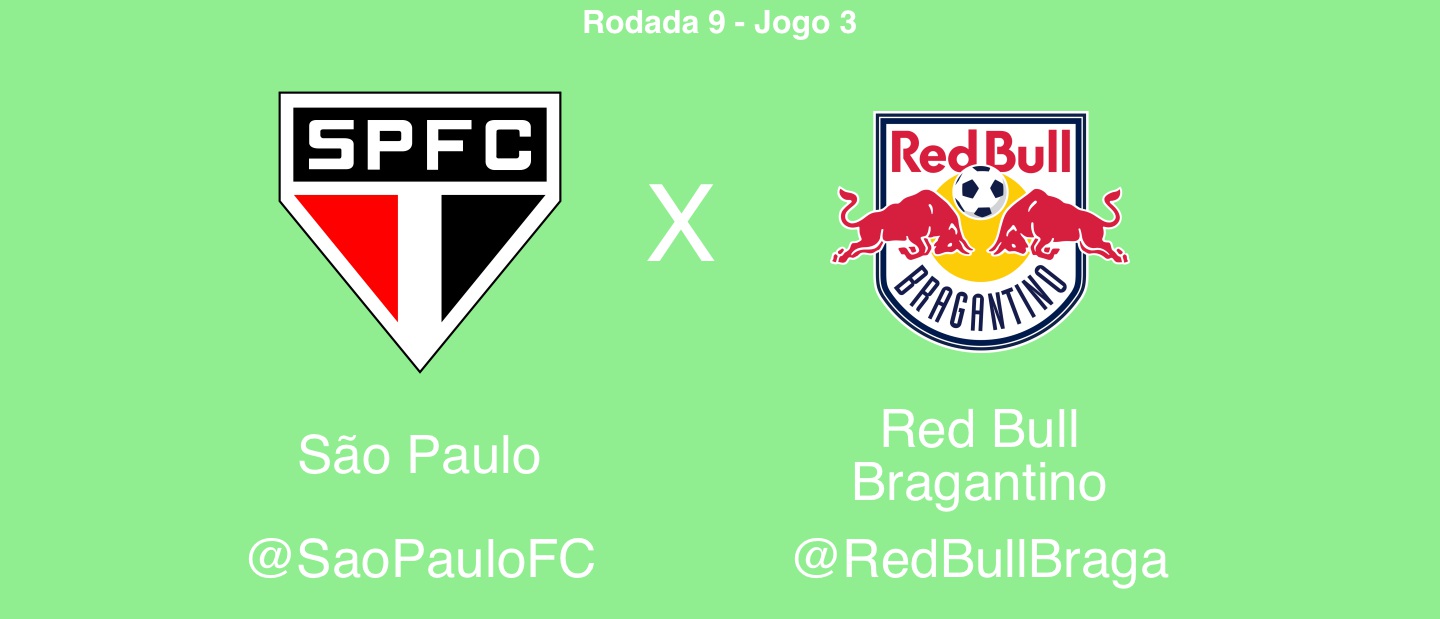 Rodada 9 - Jogo 3
SPFC
X
Red Bull
BRAGANTINO
São Paulo
Red Bull
Bragantino
@SaoPauloFC
@RedBullBraga